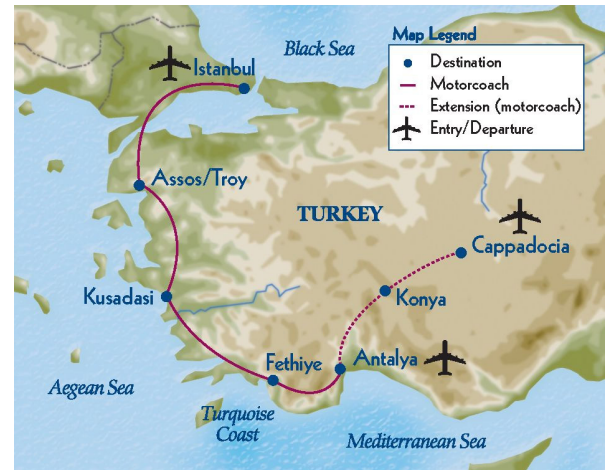 Black Sea
Map Legend
Destination
Motorcoach
Extension (motorcoach)
Entry/Departure
Istanbul
Assos/Troy
TURKEY
Cappadocia
Kusadasi
Konya
Fethiye
Antalya
Aegean Sea
Turquoise
Coast
Mediterranean Sea